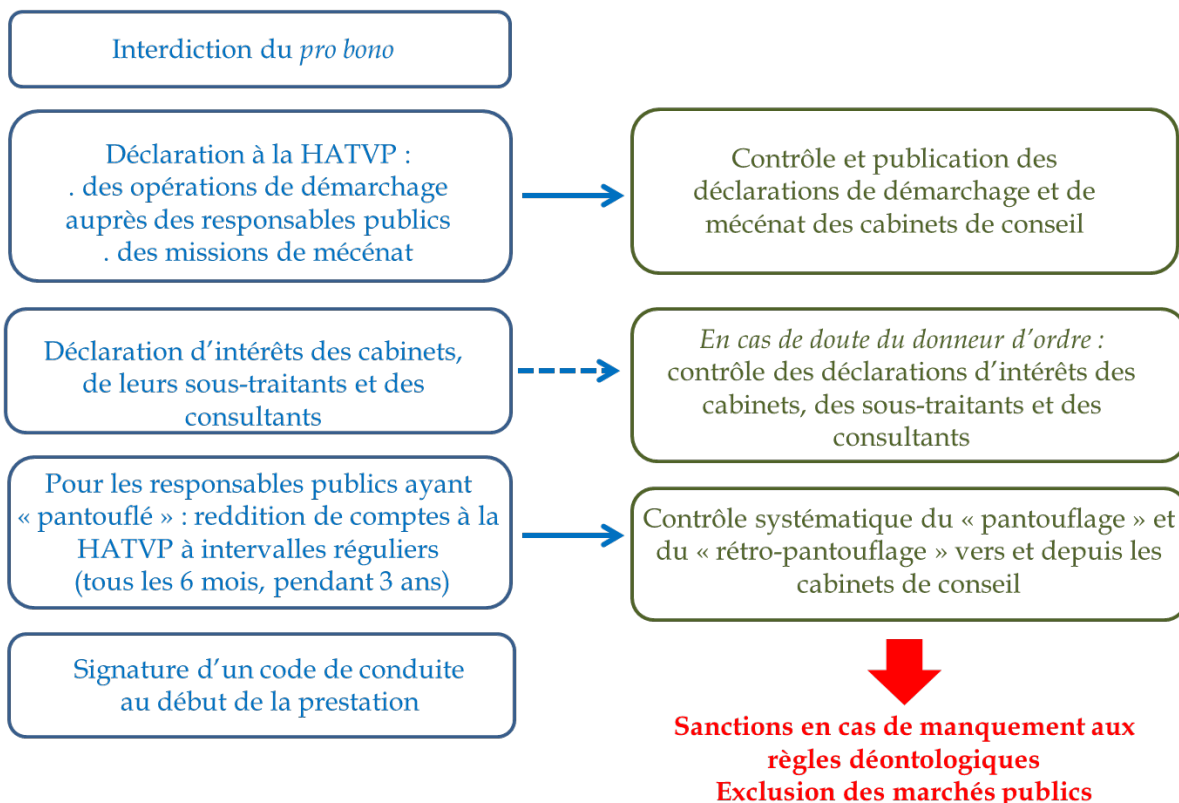 Interdiction du pro bono
Déclaration à la HATVP :
. des opérations de démarchage
auprès des responsables publics
. des missions de mécénat
Contrôle et publication des
déclarations de démarchage et de
mécénat des cabinets de conseil
Déclaration d’intérêts des cabinets,
de leurs sous-traitants et des
consultants
En cas de doute du donneur d’ordre :
contrôle des déclarations d’intérêts des
cabinets, des sous-traitants et des
consultants
Pour les responsables publics ayant
« pantouflé » : reddition de comptes à la
HATVP à intervalles réguliers
(tous les 6 mois, pendant 3 ans)
Contrôle systématique du « pantouflage » et
du « rétro-pantouflage » vers et depuis les
cabinets de conseil
Signature d’un code de conduite
au début de la prestation
Sanctions en cas de manquement aux
règles déontologiques
Exclusion des marchés publics